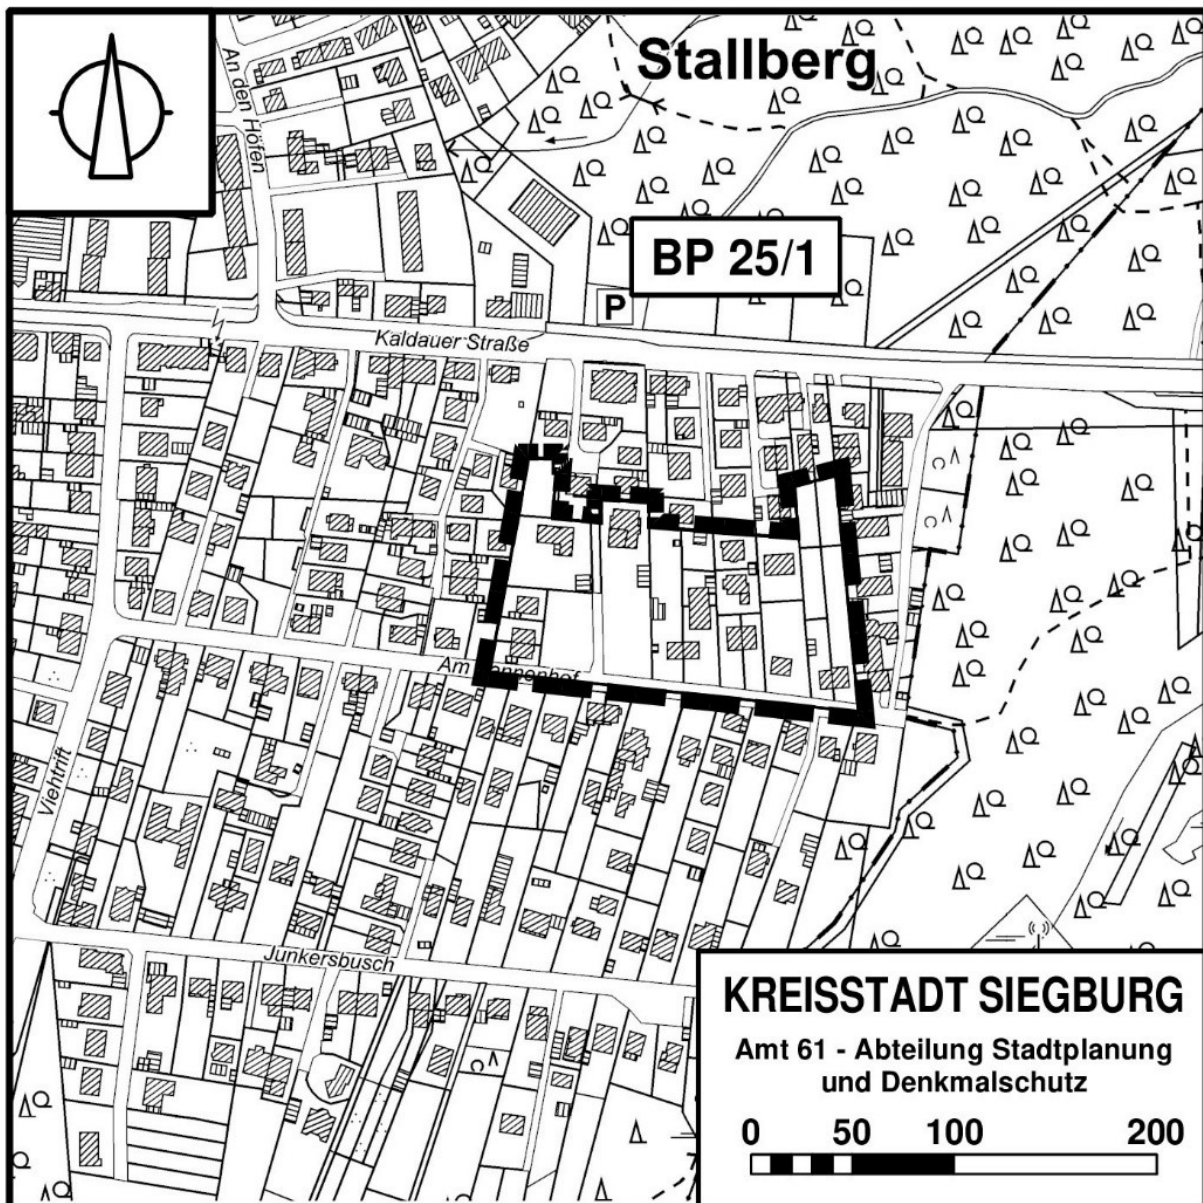 Stallberg
An den Höfen
BP 25/1
P
Kaldauer Straße
Am
Viehtrift
Junkersbusch
KREISSTADT SIEGBURG
Amt 61 - Abteilung Stadtplanung
und Denkmalschutz
0 50 100 200